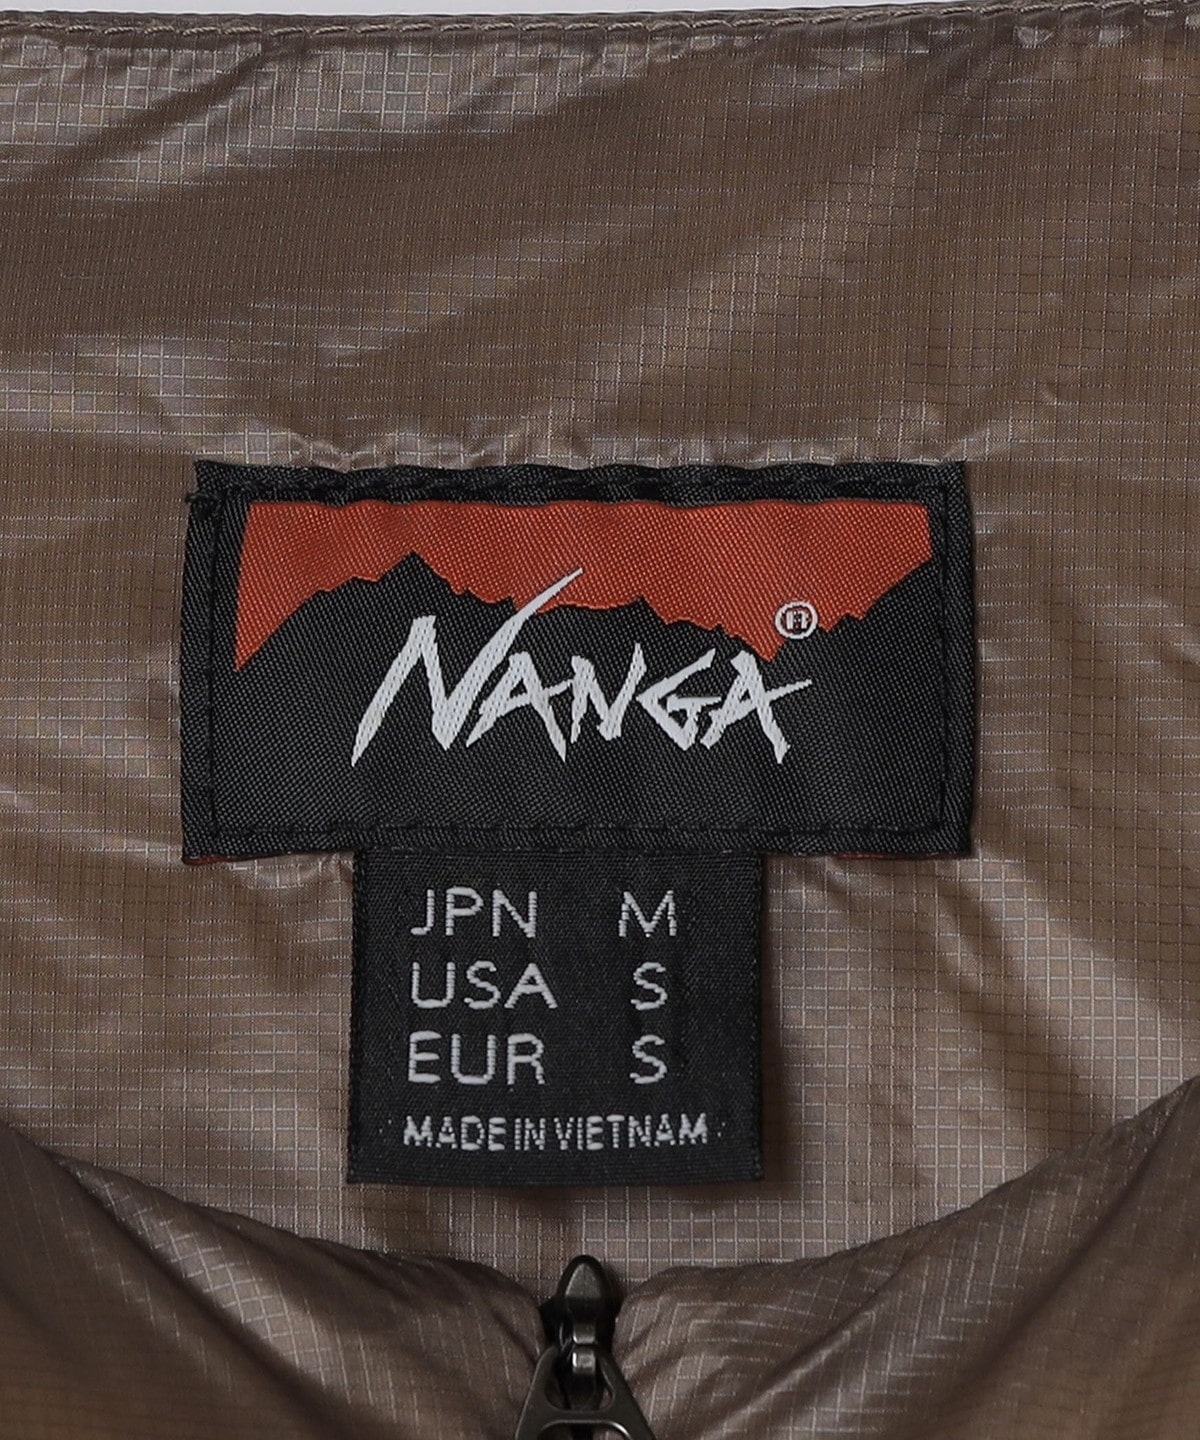 NANGA ®
JPN M
USA S
EUR S
MADE IN VIETNAM